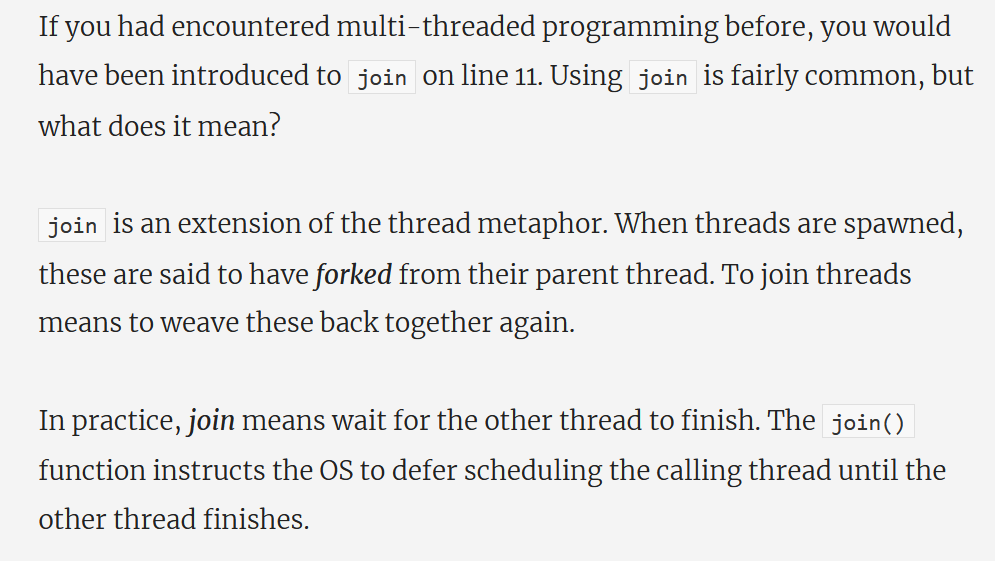 If you had encountered multi-threaded programming before, you would
have been introduced to join on line 11. Using join is fairly common, but
what does it mean?
join is an extension of the thread metaphor. When threads are spawned,
these are said to have forked from their parent thread. To join threads
means to weave these back together again.
In practice, join means wait for the other thread to finish. The join()
function instructs the OS to defer scheduling the calling thread until the
other thread finishes.